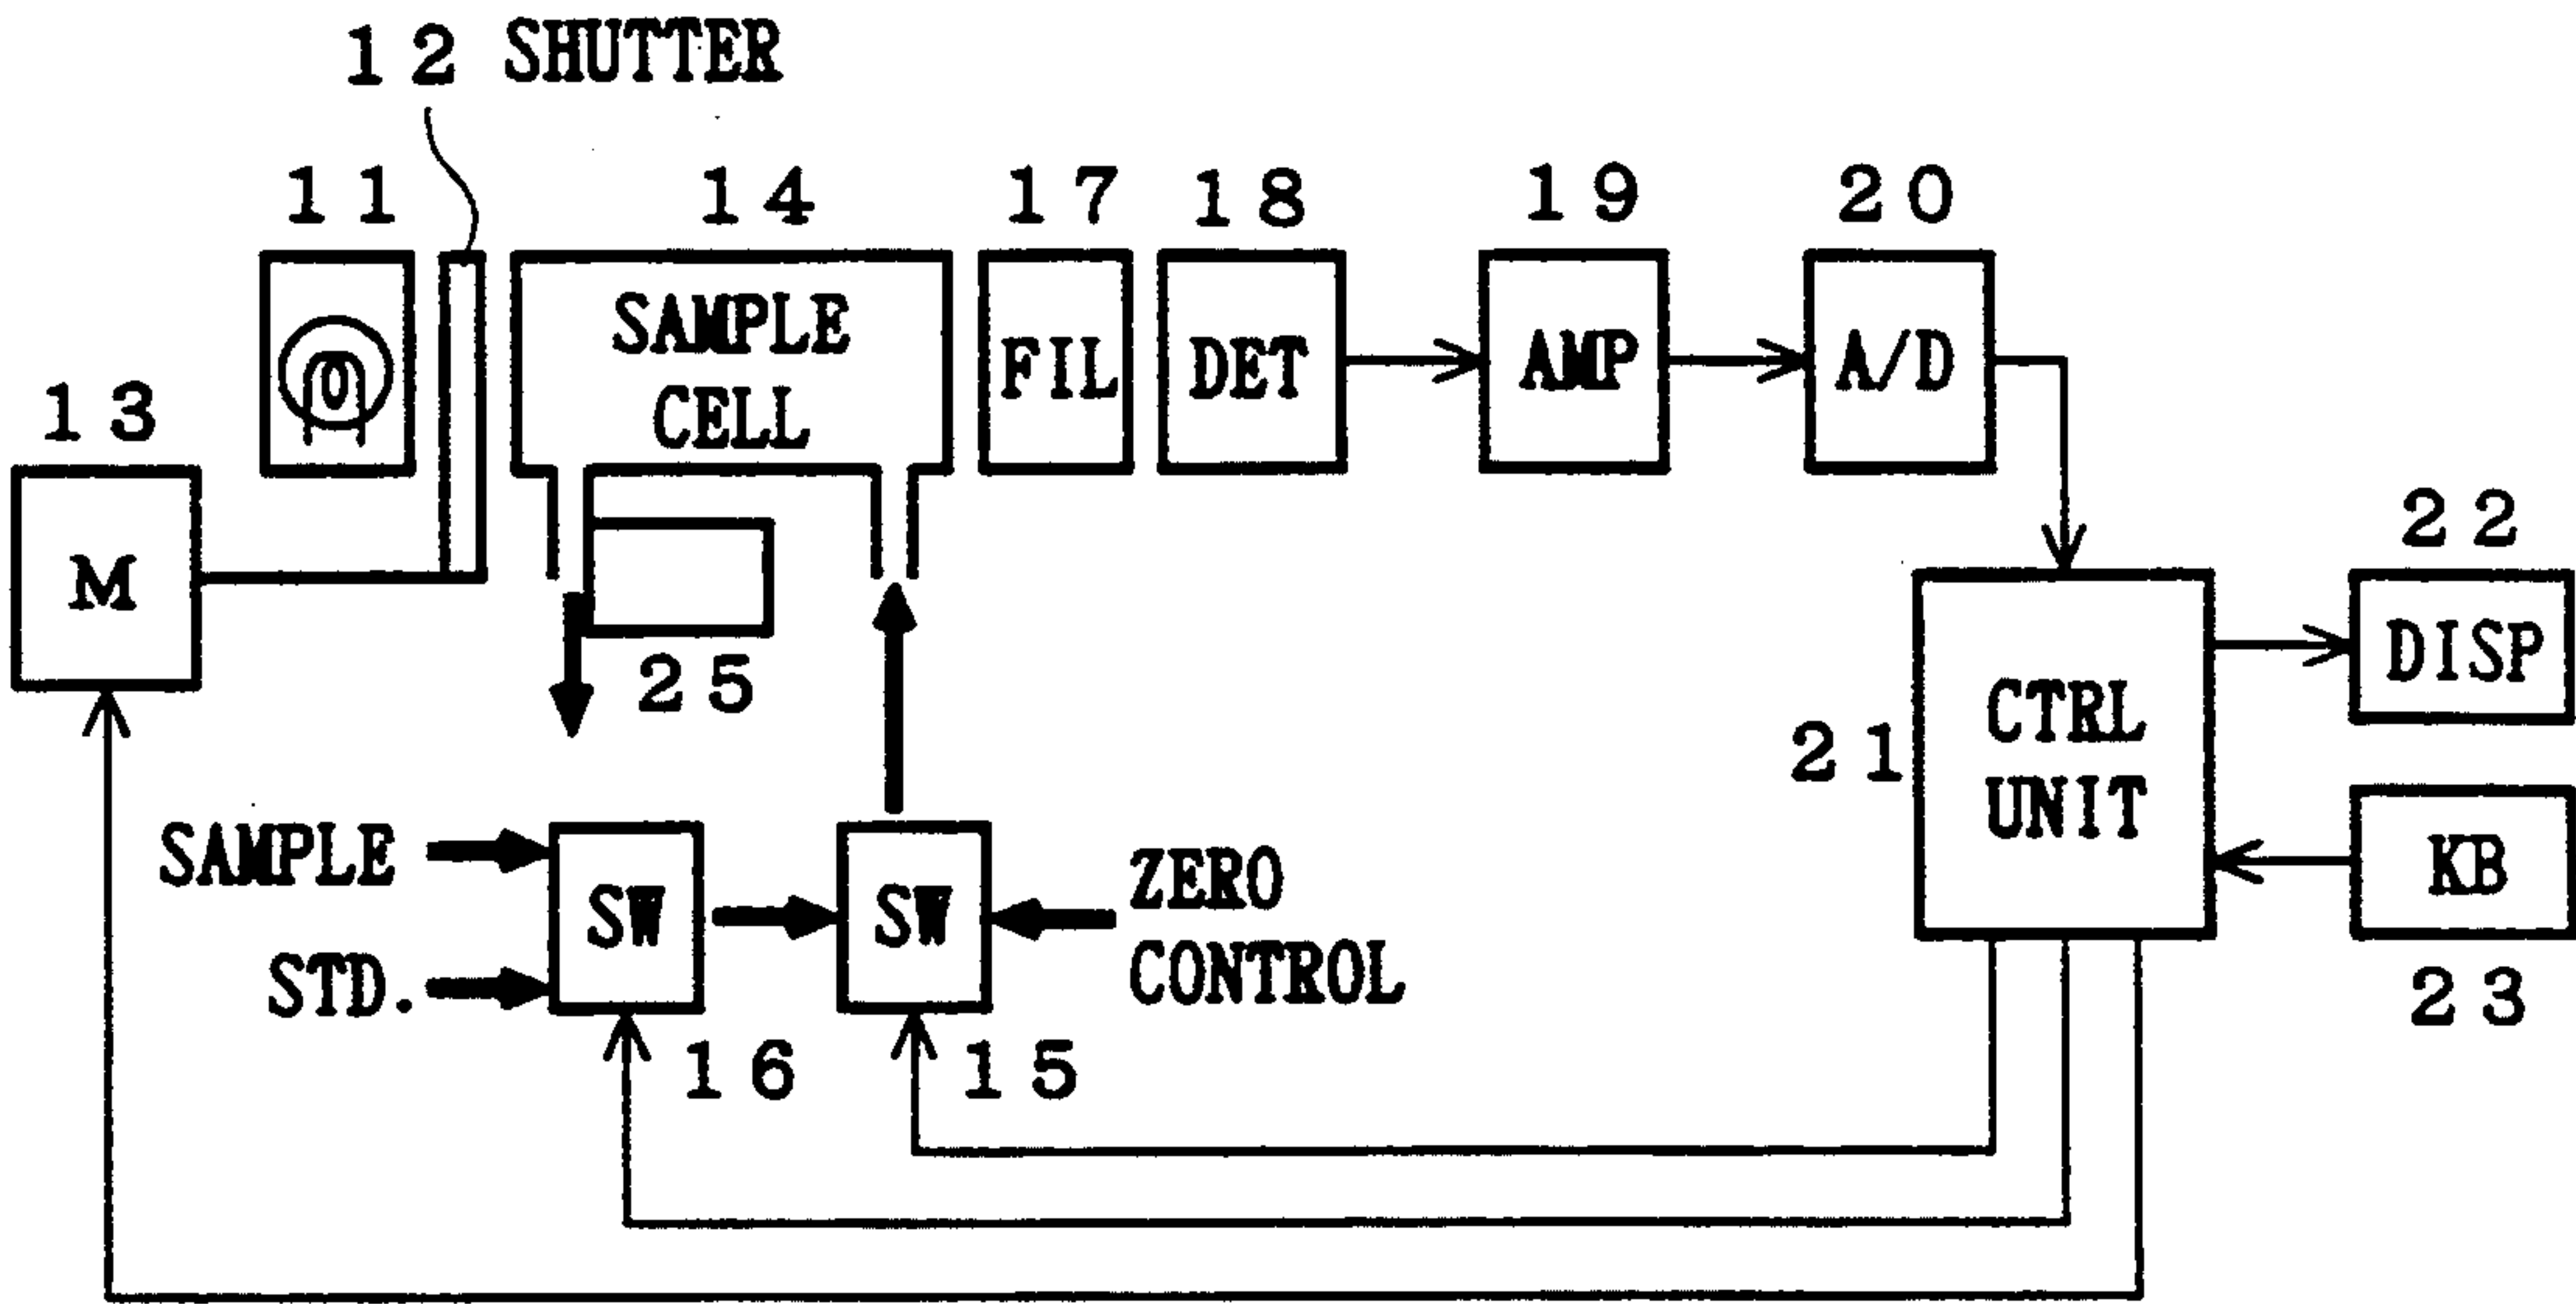 12 SHUTTER
11
14
17
18
19
20
SAMPLE
CELL
FIL
DET
AMP
A/D
13
M
22
DISP
25
21
CTRL
UNIT
SAMPLE
STD.
SW
SW
ZERO
CONTROL
KB
23
16
15